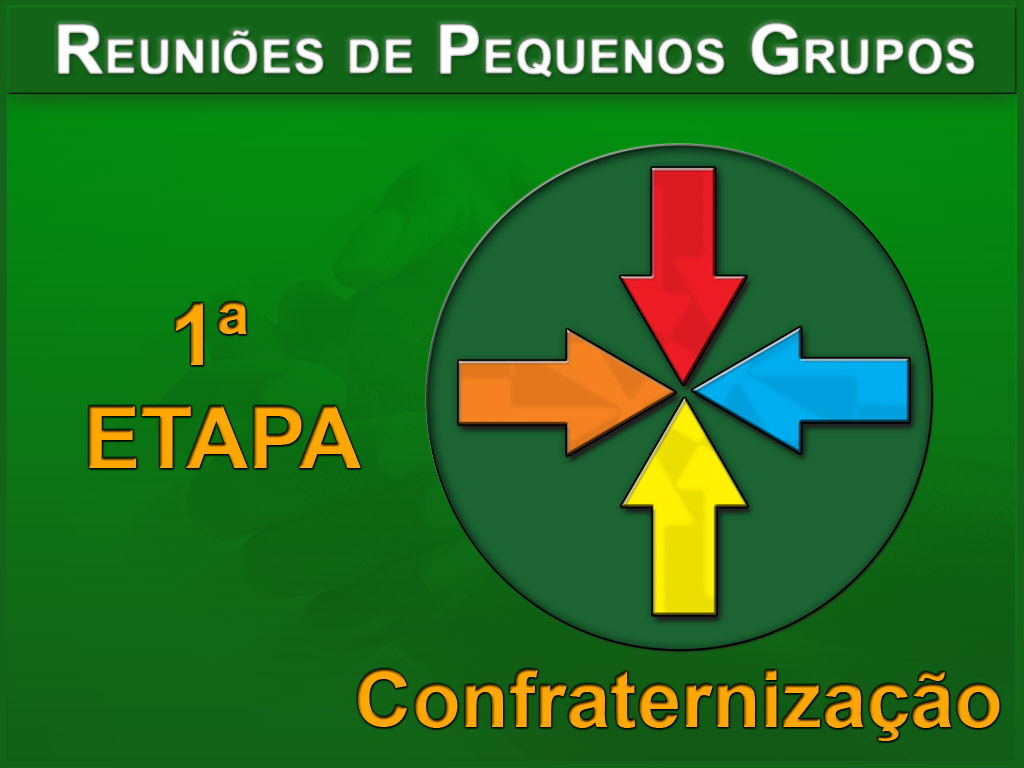 REUNIÕES DE PEQUENOS GRUPOS
1ª
ETAPA
Confraternização